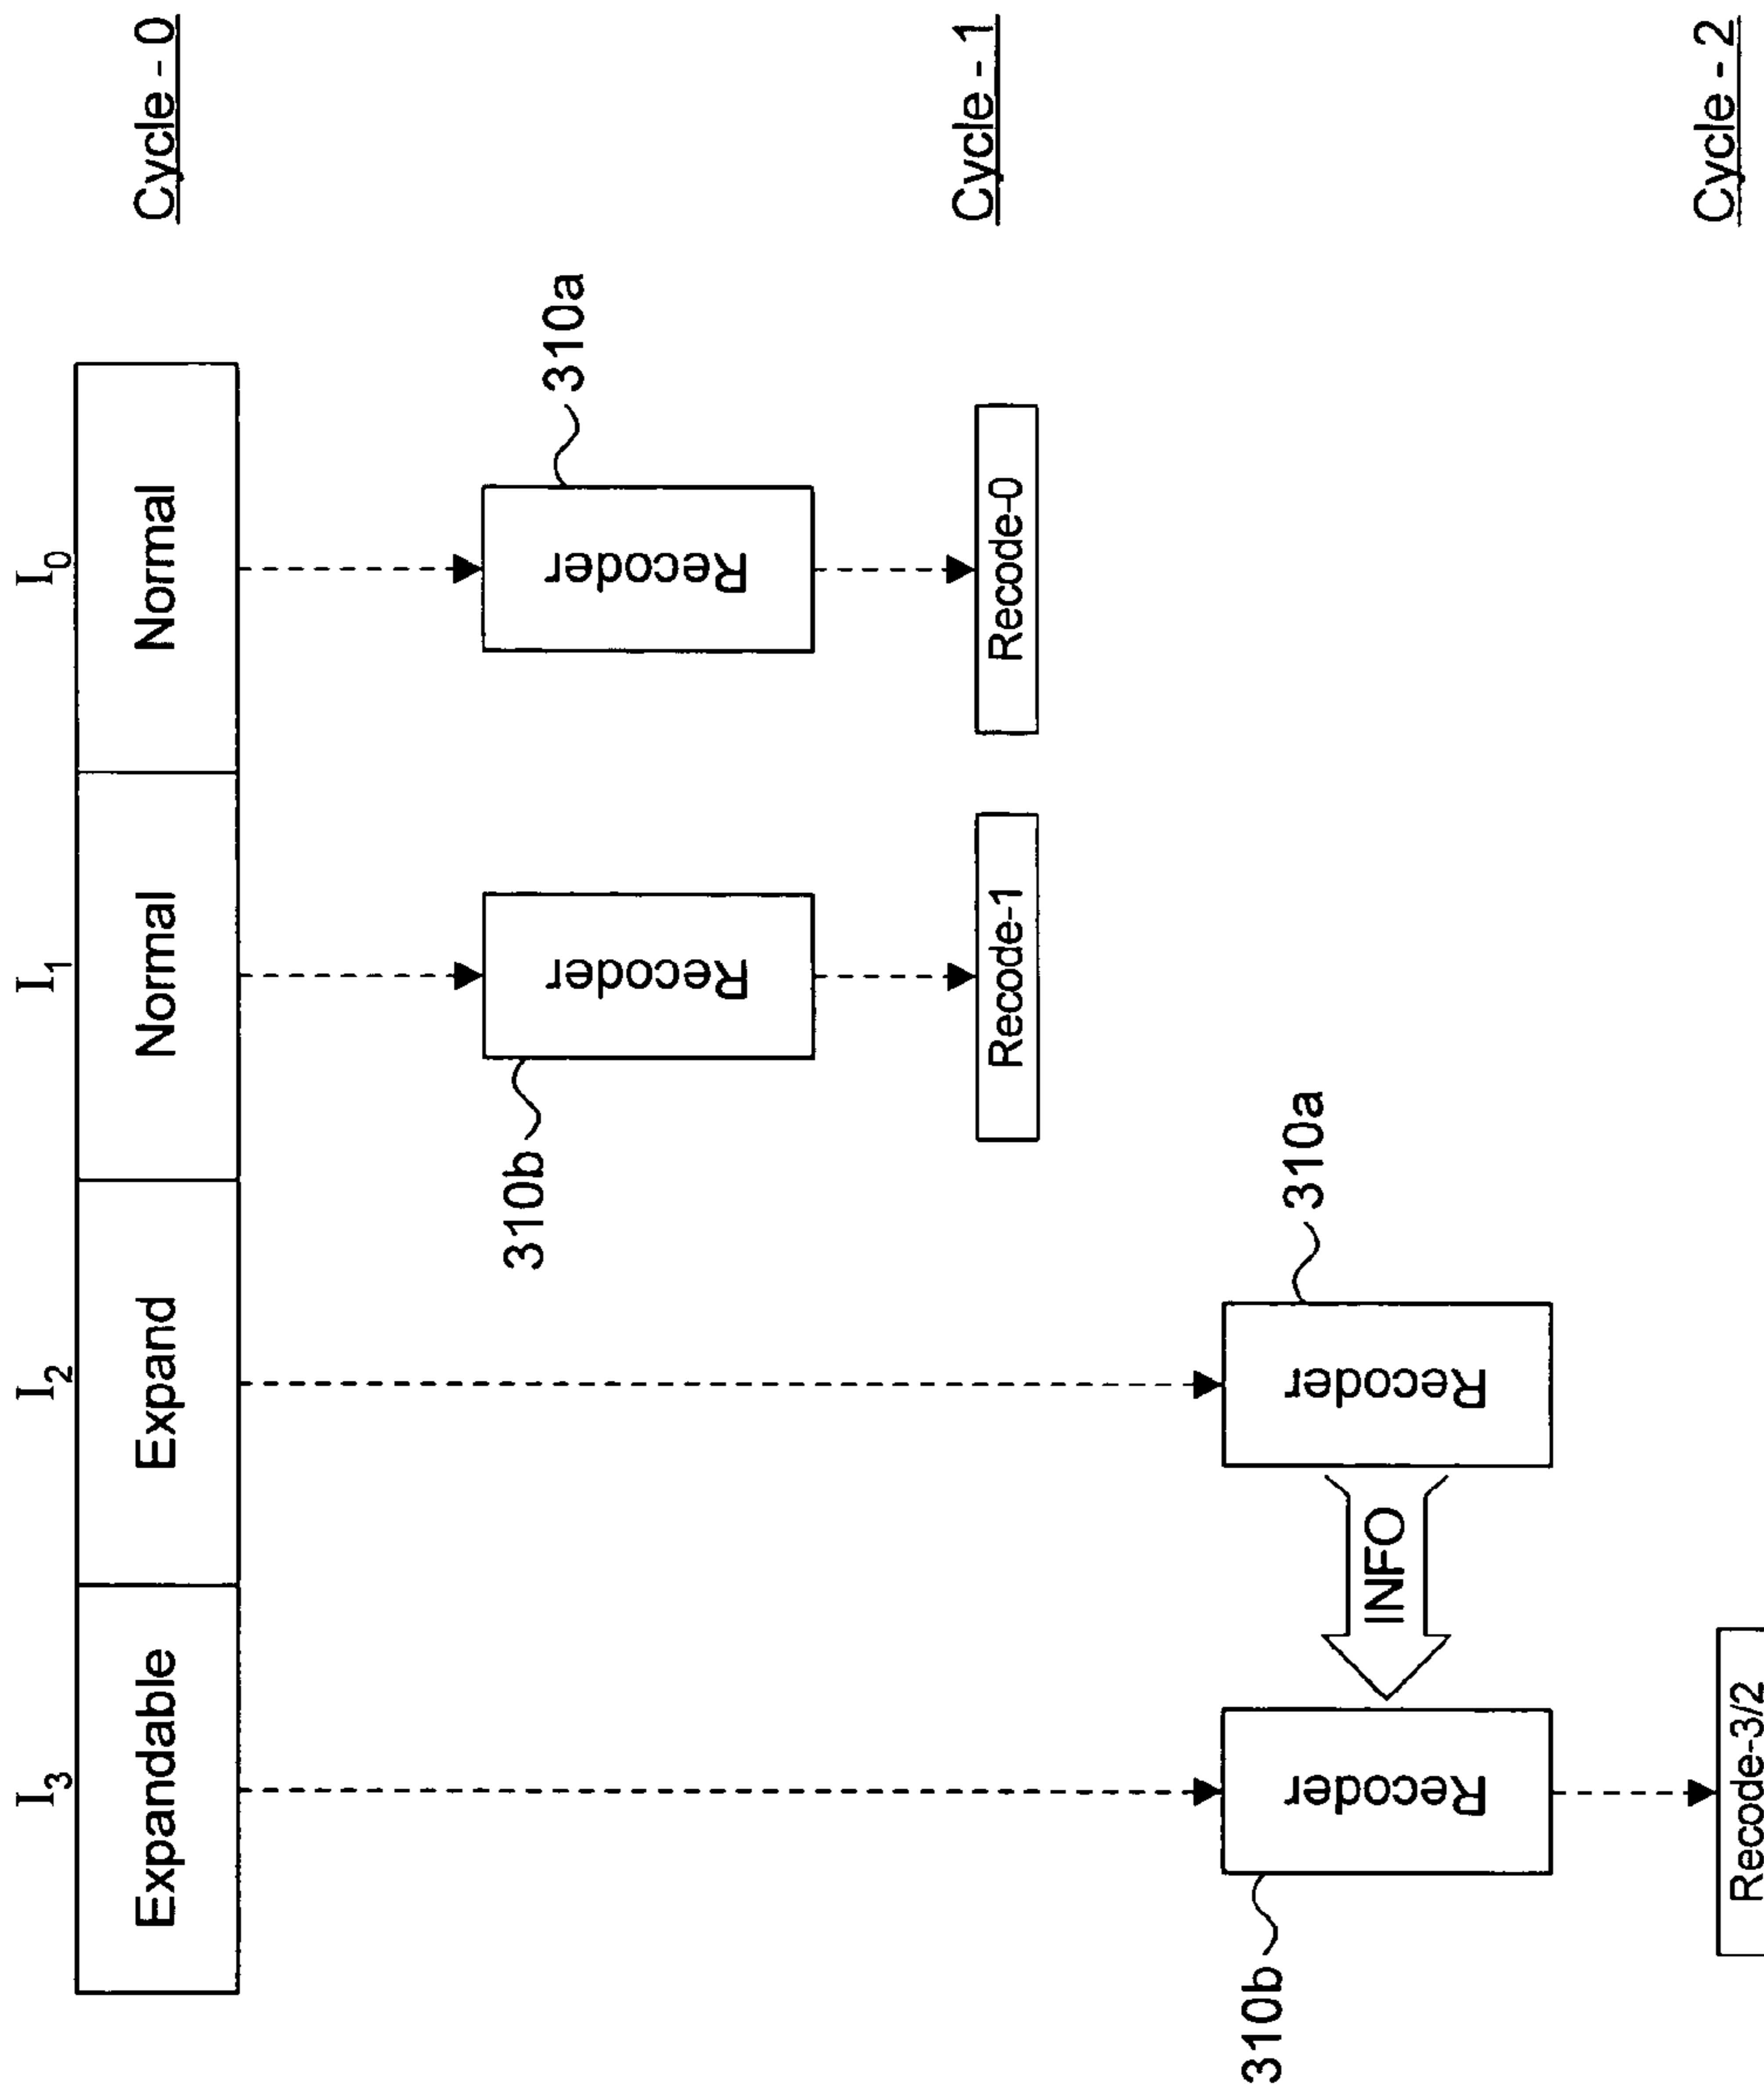 I3 I2 I1 I0
Expandable Expand Normal Normal Cycle - 0
310b Recoder Recoder 310a
Recode-1 Recode-0 Cycle - 1
310b Recoder INFO Recoder 310a
Recode-3/2 Cycle - 2